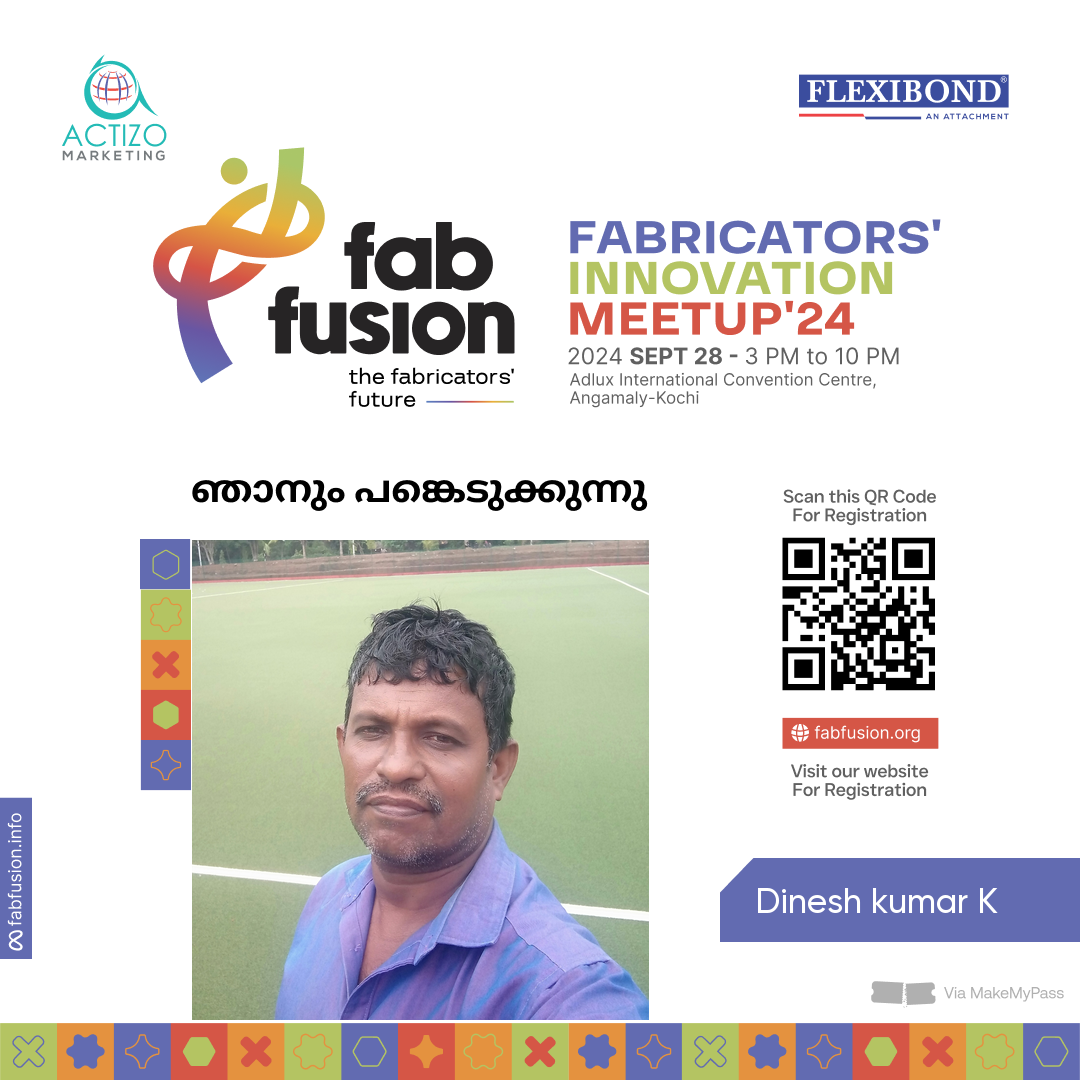 ACTIZO
MARKETING
FLEXIBOND®
AN ATTACHMENT
fab
fusion
the fabricators'
future
FABRICATORS'
INNOVATION
MEETUP'24
2024 SEPT 28 - 3 PM to 10 PM
Adlux International Convention Centre,
Angamaly-Kochi
ഞാനും പങ്കെടുക്കുന്നു
Scan this QR Code
For Registration
fabfusion.org
Visit our website
For Registration
fabfusion.info
Dinesh kumar K
Via MakeMyPass